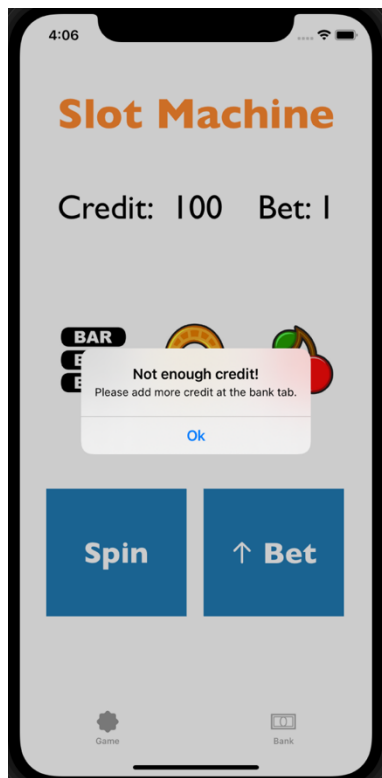 4:06
Slot Machine
Credit: 100 Bet: 1
BAR
Not enough credit!
Please add more credit at the bank tab.
Ok
Spin
↑ Bet
Game
Bank